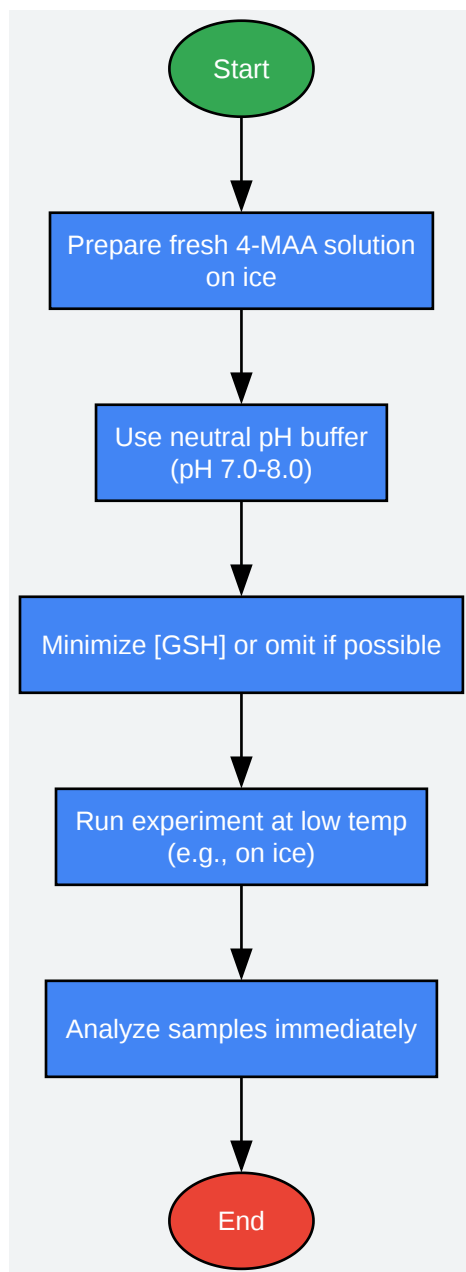 Start
Prepare fresh 4-MAA solution
on ice
Use neutral pH buffer
(pH 7.0-8.0)
Minimize [GSH] or omit if possible
Run experiment at low temp
(e.g., on ice)
Analyze samples immediately
End